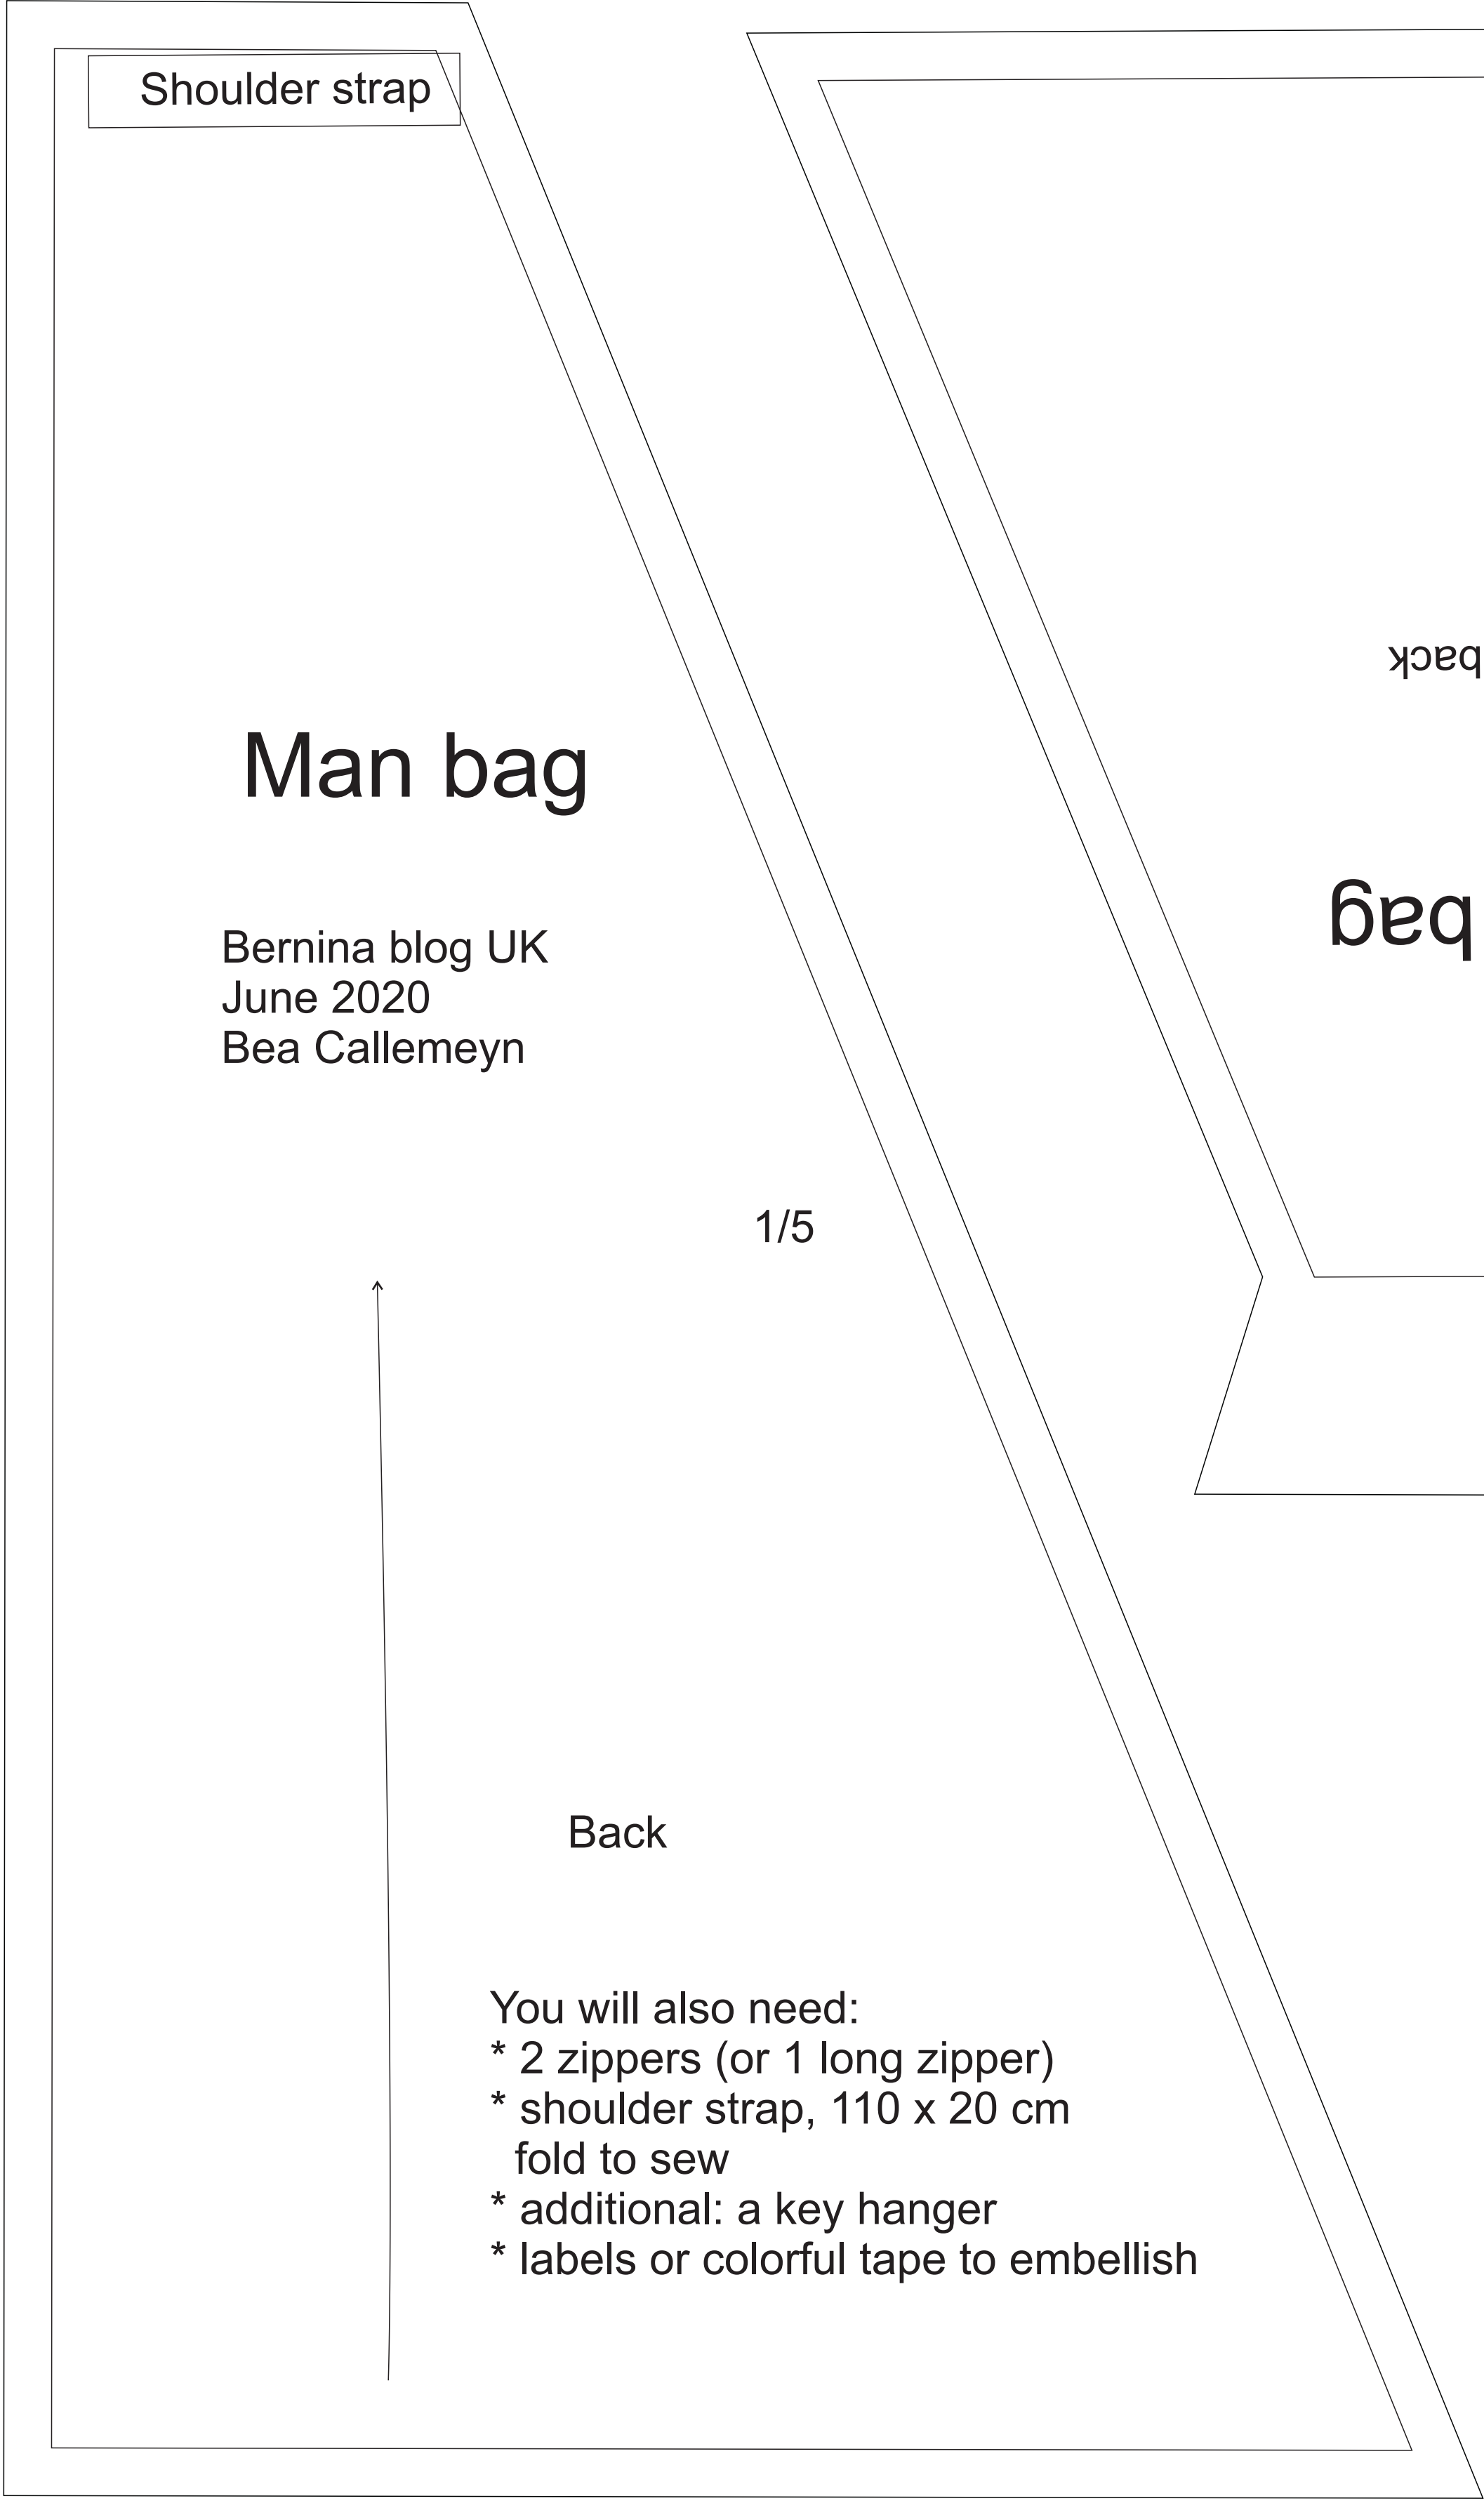 Shoulder strap
back
Man bag
bag
Bernina blog UK
June 2020
Bea Callemeyn
1/5
Back
You will also need:
* 2 zippers (or 1 long zipper)
* shoulder strap, 110 x 20 cm
fold to sew
* additional: a key hanger
* labels or colorful tape to embellish